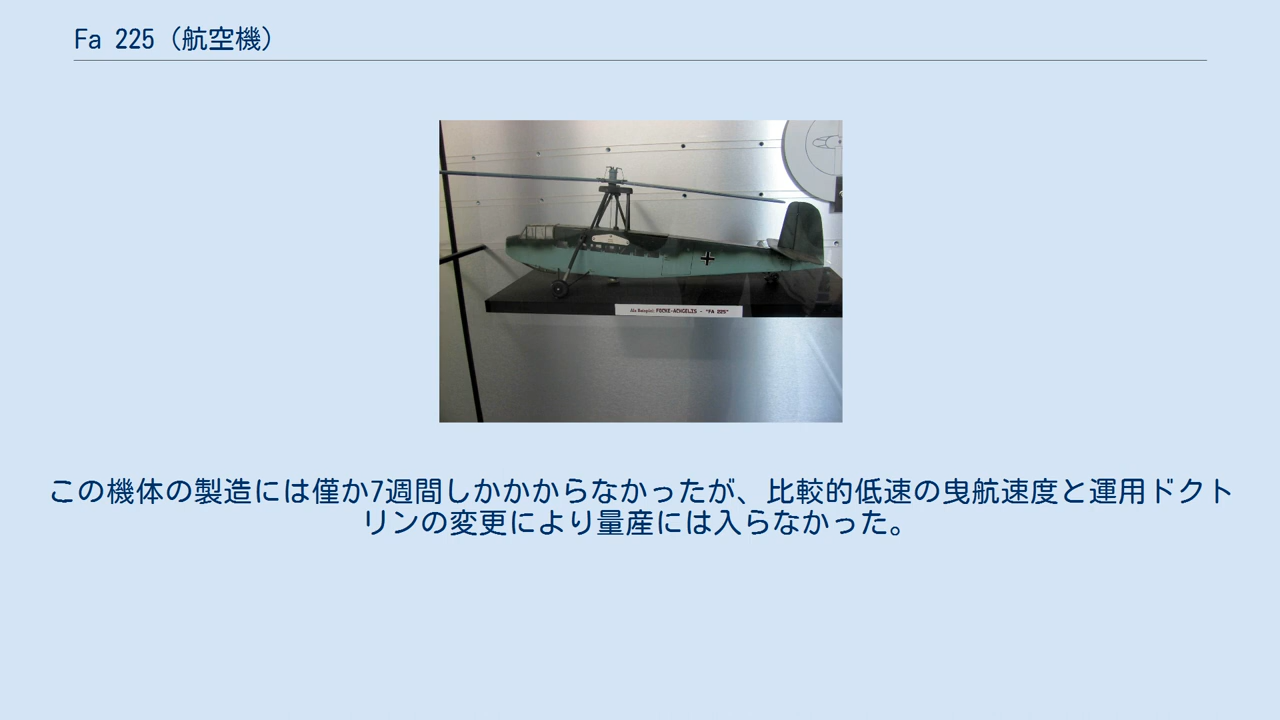 Fa 225（航空機）
Ala Rotapic: FOCKE-ACHGELIS - "FA 225"
この機体の製造には僅か7週間しかかからなかったが、比較的低速の曳航速度と運用ドクト
リンの変更により量産には入らなかった。